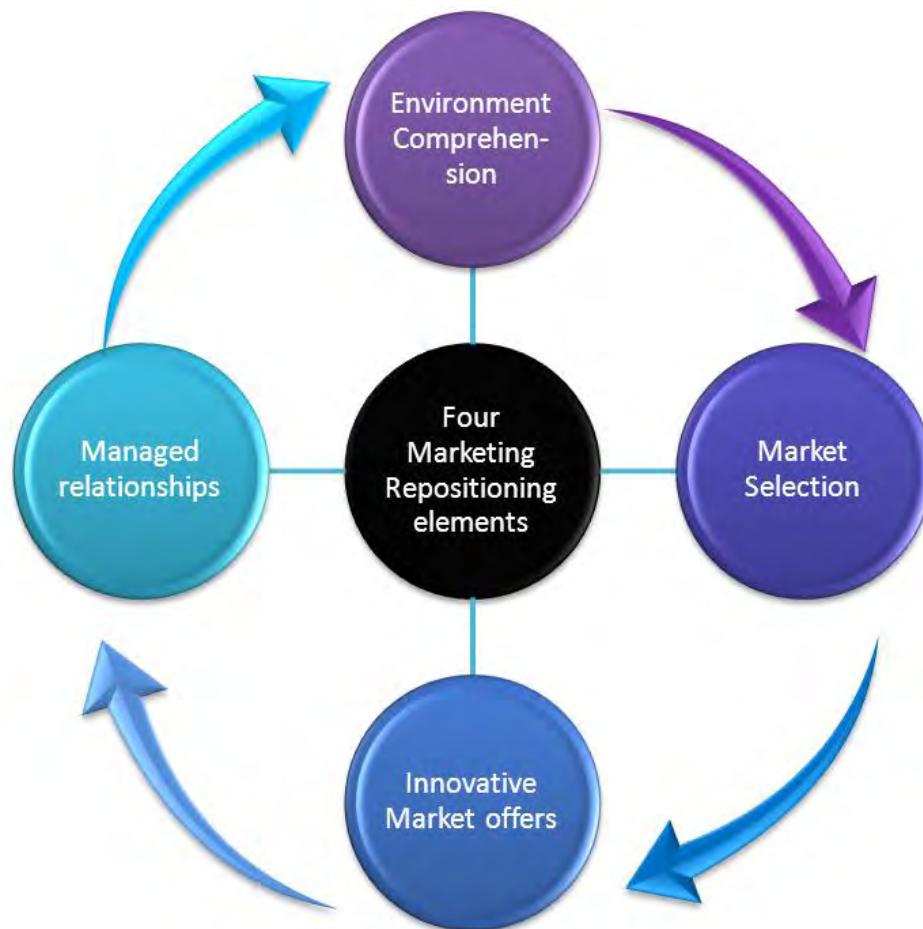 Environment
Comprehen-
sion
Managed
relationships
Four
Marketing
Repositioning
elements
Market
Selection
Innovative
Market offers